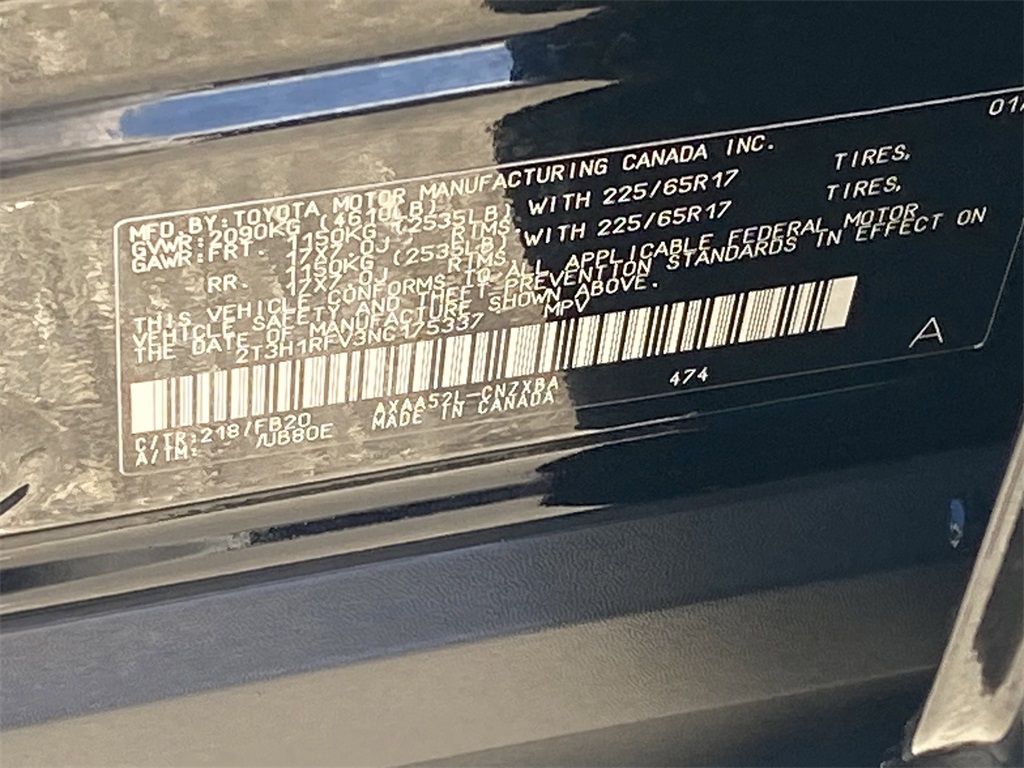 MFD.BY:TOYOTA MOTOR MANUFACTURING CANADA INC. 01/
GVWR:2090KG (4610LB)
GAWR:FRT. 1150KG (2535LB) WITH 225/65R17 TIRES,
17X7.0J RIMS,
RR. 1150KG (2535LB) WITH 225/65R17 TIRES,
17X7.0J RIMS
THIS VEHICLE CONFORMS TO ALL APPLICABLE FEDERAL MOTOR
VEHICLE SAFETY AND THEFT PREVENTION STANDARDS IN EFFECT ON
THE DATE OF MANUFACTURE SHOWN ABOVE.
2T3H1RFV3NC175337 MPV
A
C/TR:218/FB20 AXAA52L-CNZXBA 474
A/TM: /UB80E MADE IN CANADA